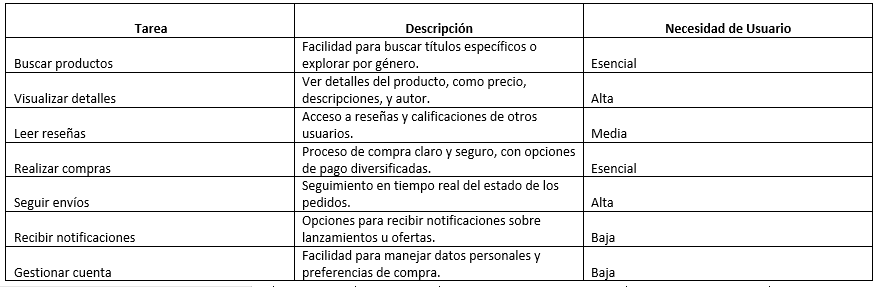 Tarea Descripción Necesidad de Usuario
Facilidad para buscar títulos específicos o
Buscar productos explorar por género. Esencial
Ver detalles del producto, como precio,
Visualizar detalles descripciones, y autor. Alta
Acceso a reseñas y calificaciones de otros
Leer reseñas usuarios. Media
Proceso de compra claro y seguro, con opciones
Realizar compras de pago diversificadas. Esencial
Seguimiento en tiempo real del estado de los
Seguir envíos pedidos. Alta
Opciones para recibir notificaciones sobre
Recibir notificaciones lanzamientos u ofertas. Baja
Facilidad para manejar datos personales y
Gestionar cuenta preferencias de compra. Baja